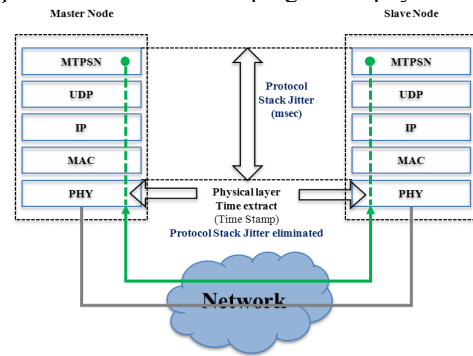 Master Node
Slave Node
MTPSN
UDP
IP
MAC
PHY
Protocol
Stack Jitter
(msec)
MTPSN
UDP
IP
MAC
PHY
Physical layer
Time extract
(Time Stamp)
Protocol Stack Jitter eliminated
Network